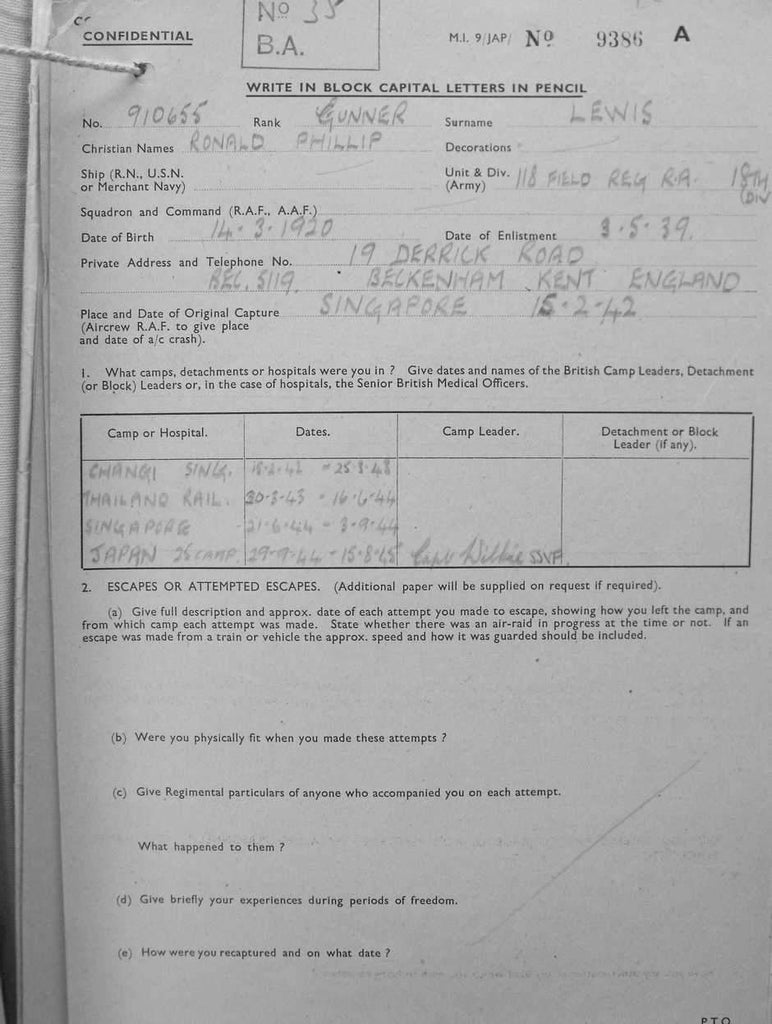 CONFIDENTIAL
Nº 35
B.A.
M.I. 9/JAP/ Nº 9386 A
WRITE IN BLOCK CAPITAL LETTERS IN PENCIL
No. 910655 Rank GUNNER Surname LEWIS
Christian Names RONALD PHILLIP Decorations
Ship (R.N., U.S.N. or Merchant Navy)
Unit & Div. (Army) 118 FIELD REG R.A. 18TH DIV
Squadron and Command (R.A.F., A.A.F.)
Date of Birth 14.3.1920 Date of Enlistment 3.5.39.
Private Address and Telephone No. 19 DERRICK ROAD
BEC. 5119. BECKENHAM KENT ENGLAND
Place and Date of Original Capture SINGAPORE 15-2-42
(Aircrew R.A.F. to give place
and date of a/c crash).
1. What camps, detachments or hospitals were you in ? Give dates and names of the British Camp Leaders, Detachment
(or Block) Leaders or, in the case of hospitals, the Senior British Medical Officers.
Camp or Hospital. Dates. Camp Leader. Detachment or Block Leader (if any).
CHANGI SING. - 25-3-43
THAILAND RAIL. 30-3-43 - 16-6-44
SINGAPORE - 21-6-44 - 3-9-44
JAPAN 25 CAMP. 29-9-44 - 15-8-45 Capt Wilkie SSVF
2. ESCAPES OR ATTEMPTED ESCAPES. (Additional paper will be supplied on request if required).
(a) Give full description and approx. date of each attempt you made to escape, showing how you left the camp, and
from which camp each attempt was made. State whether there was an air-raid in progress at the time or not. If an
escape was made from a train or vehicle the approx. speed and how it was guarded should be included.
(b) Were you physically fit when you made these attempts ?
(c) Give Regimental particulars of anyone who accompanied you on each attempt.
What happened to them ?
(d) Give briefly your experiences during periods of freedom.
(e) How were you recaptured and on what date ?
PTO